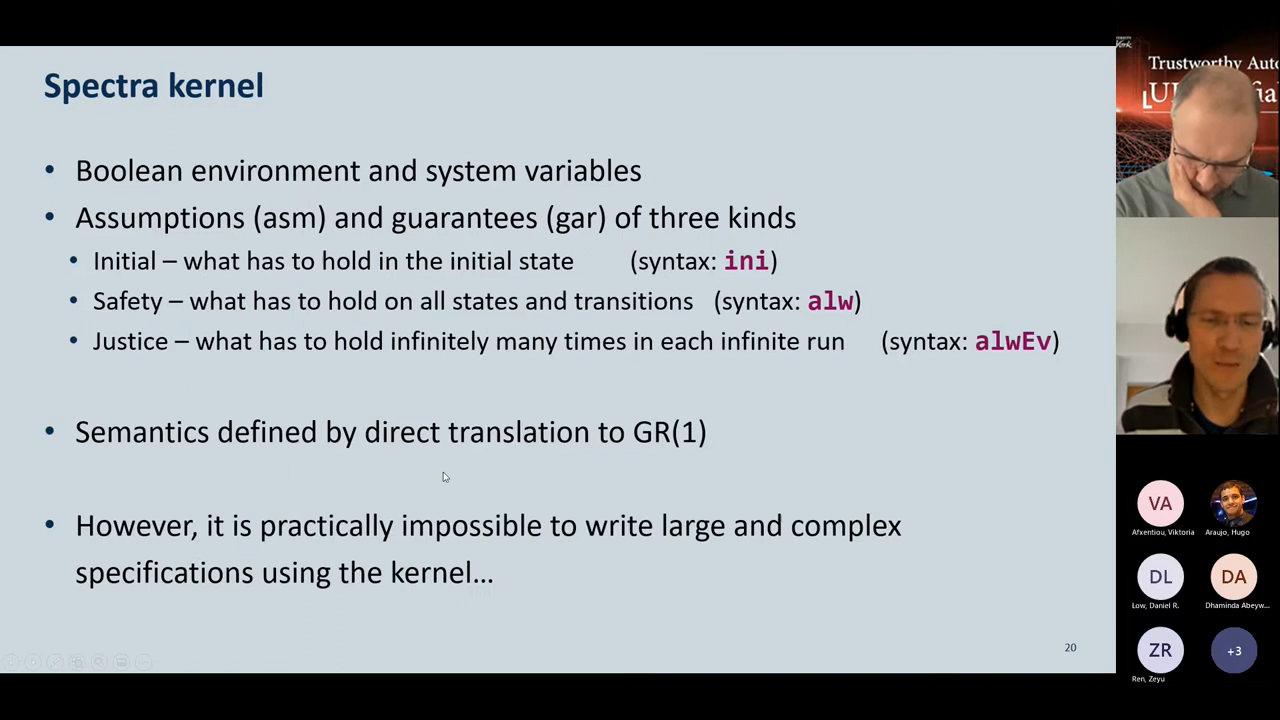 Spectra kernel
• Boolean environment and system variables
• Assumptions (asm) and guarantees (gar) of three kinds
• Initial – what has to hold in the initial state (syntax: ini)
• Safety – what has to hold on all states and transitions (syntax: alw)
• Justice – what has to hold infinitely many times in each infinite run (syntax: alwEv)
• Semantics defined by direct translation to GR(1)
• However, it is practically impossible to write large and complex
specifications using the kernel…
20
Trustworthy Auto
VA
Afxentiou, Viktoria
Araujo, Hugo
DL
DA
Low, Daniel R.
Dhaminda Abeyw...
ZR
+3
Ren, Zeyu